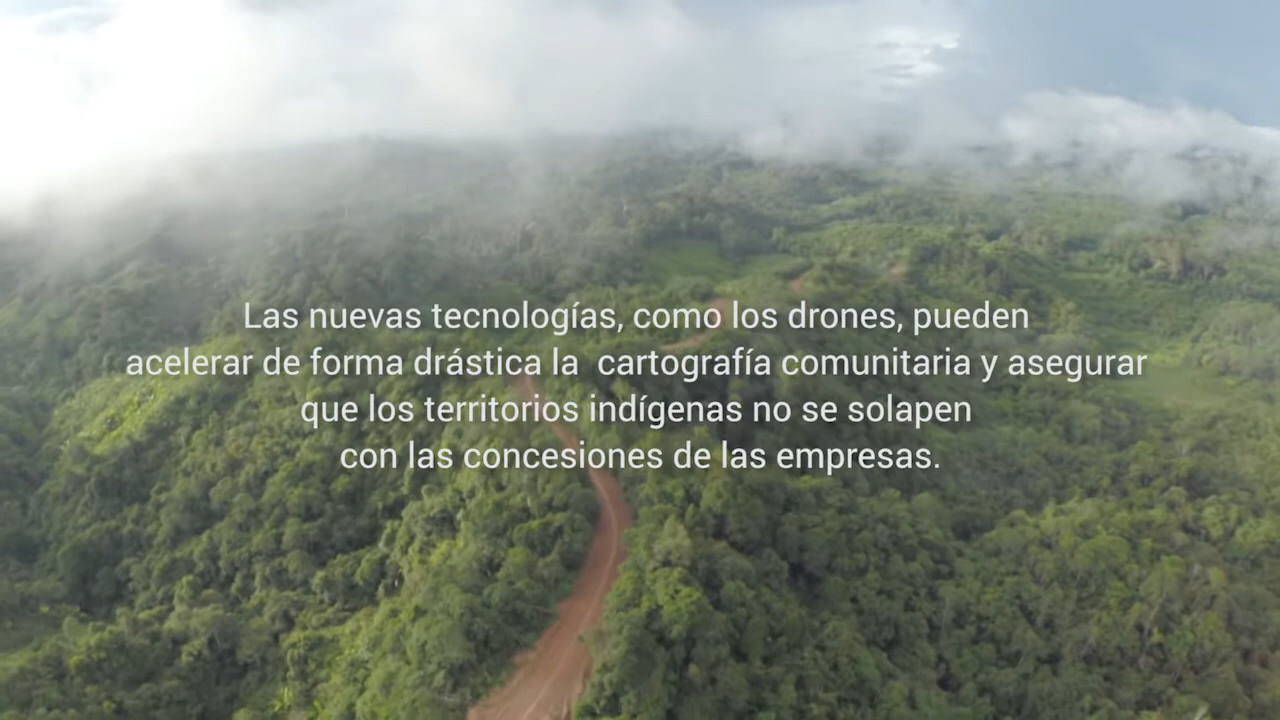 Las nuevas tecnologías, como los drones, pueden
acelerar de forma drástica la  cartografía comunitaria y asegurar
que los territorios indígenas no se solapen
con las concesiones de las empresas.